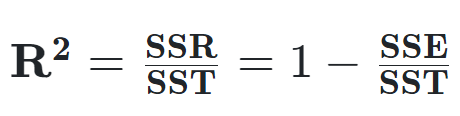 R² = SSR/SST = 1 − SSE/SST